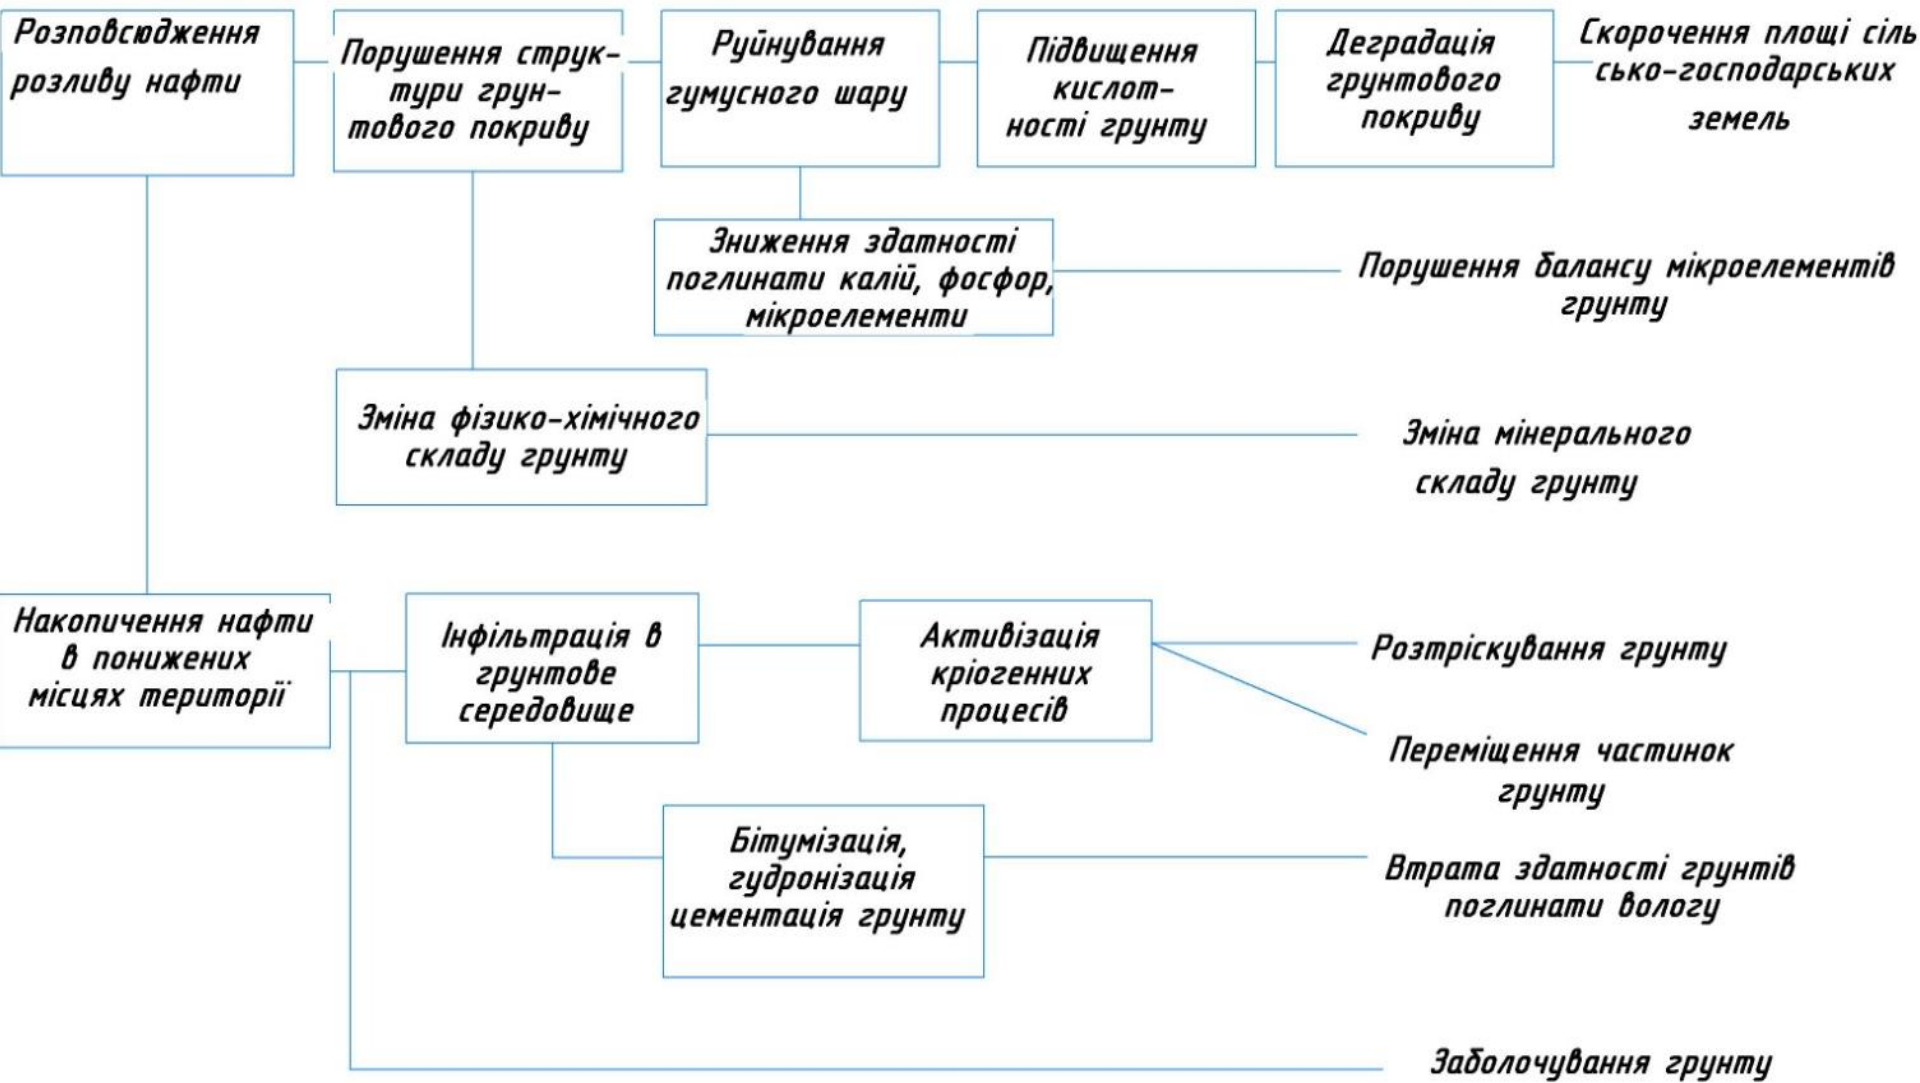 Розповсюдження
розливу нафти
Порушення струк-
тури грун-
тового покриву
Руйнування
гумусного шару
Підвищення
кислот-
ності грунту
Деградація
грунтового
покриву
Скорочення площі сіль
сько-господарських
земель
Зниження здатності
поглинати калій, фосфор,
мікроелементи
Порушення балансу мікроелементів
грунту
Зміна фізико-хімічного
складу грунту
Зміна мінерального
складу грунту
Накопичення нафти
в понижених
місцях території
Інфільтрація в
грунтове
середовище
Активізація
кріогенних
процесів
Розтріскування грунту
Переміщення частинок
грунту
Бітумізація,
гудронізація
цементація грунту
Втрата здатності грунтів
поглинати вологу
Заболочування грунту